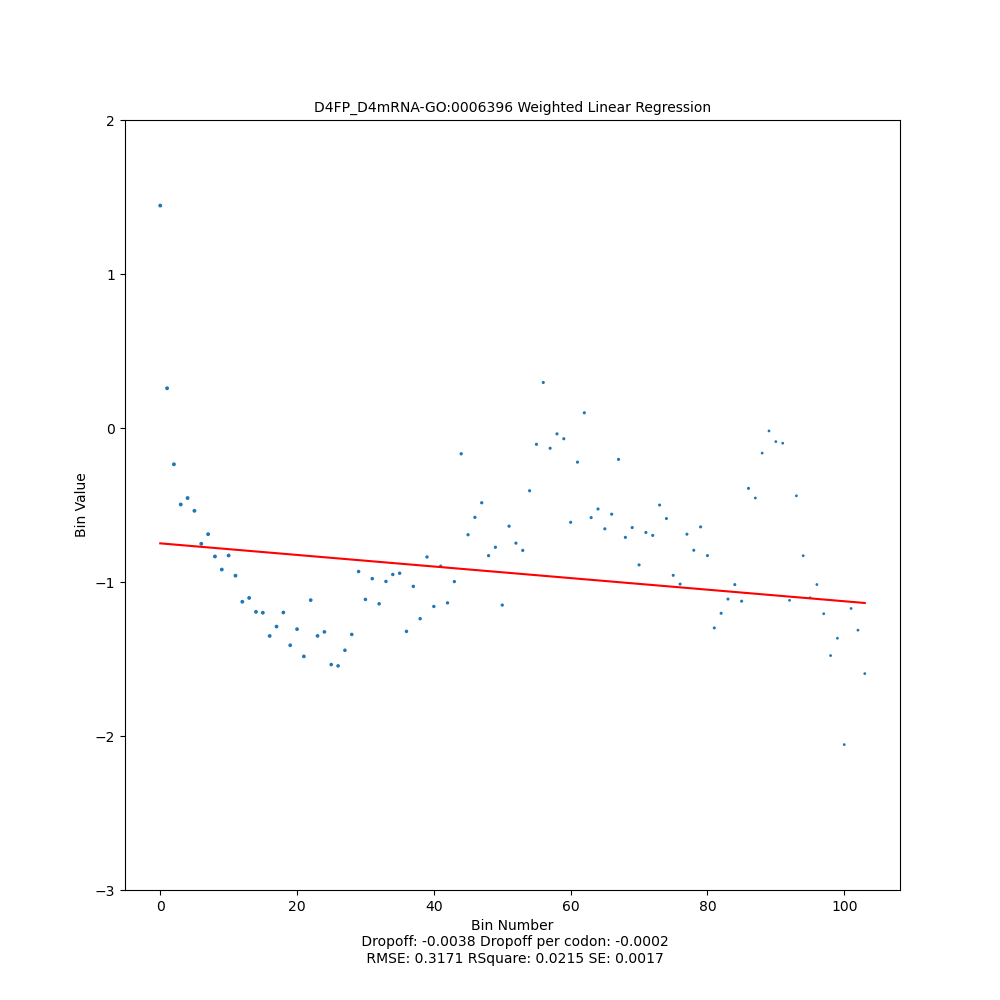 D4FP_D4mRNA-GO:0006396 Weighted Linear Regression
2
1
0
−1
−2
−3
Bin Value
0 20 40 60 80 100
Bin Number
Dropoff: -0.0038 Dropoff per codon: -0.0002
RMSE: 0.3171 RSquare: 0.0215 SE: 0.0017